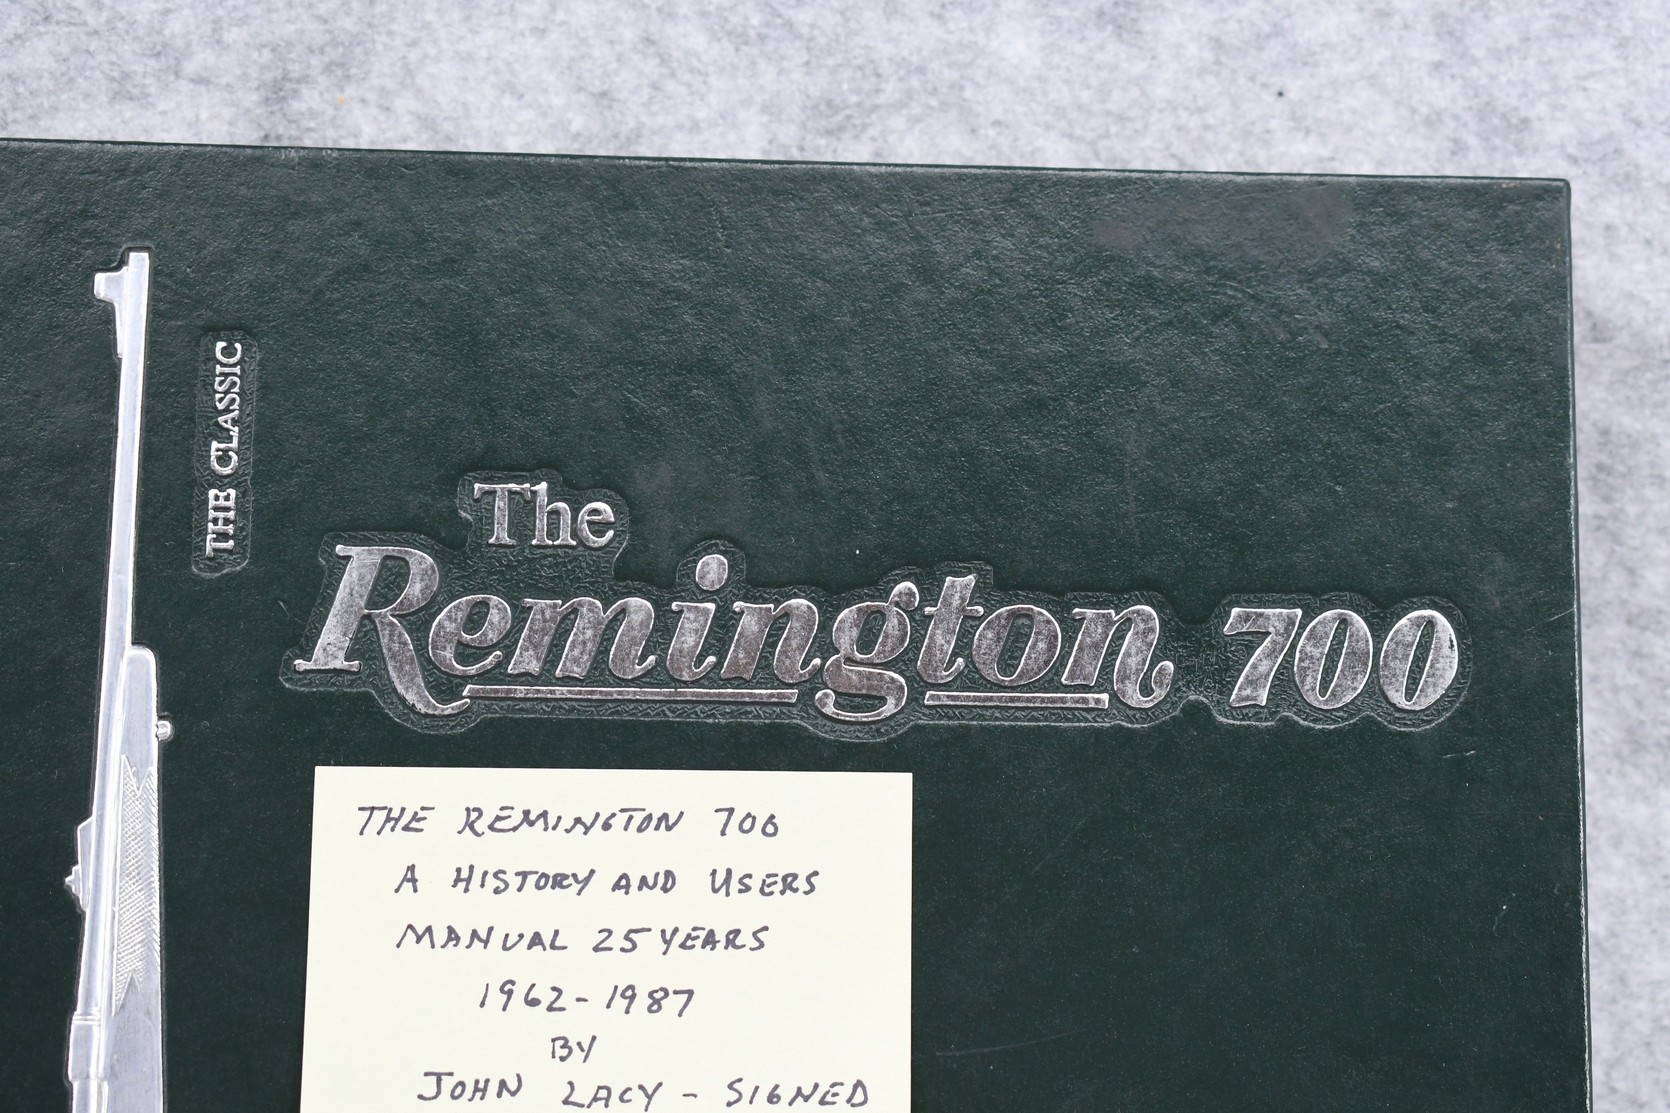 THE CLASSIC
The
Remington 700
THE REMINGTON 700
A HISTORY AND USERS
MANUAL 25 YEARS
1962-1987
BY
JOHN LACY - SIGNED